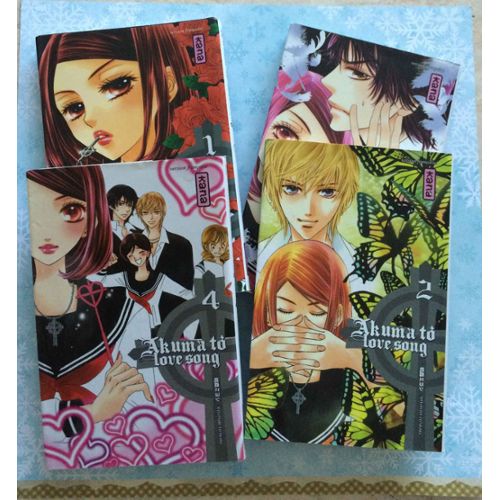 KANA
1
KANA
KANA
4
Akuma to
love song
KANA
2
Akuma to
love song